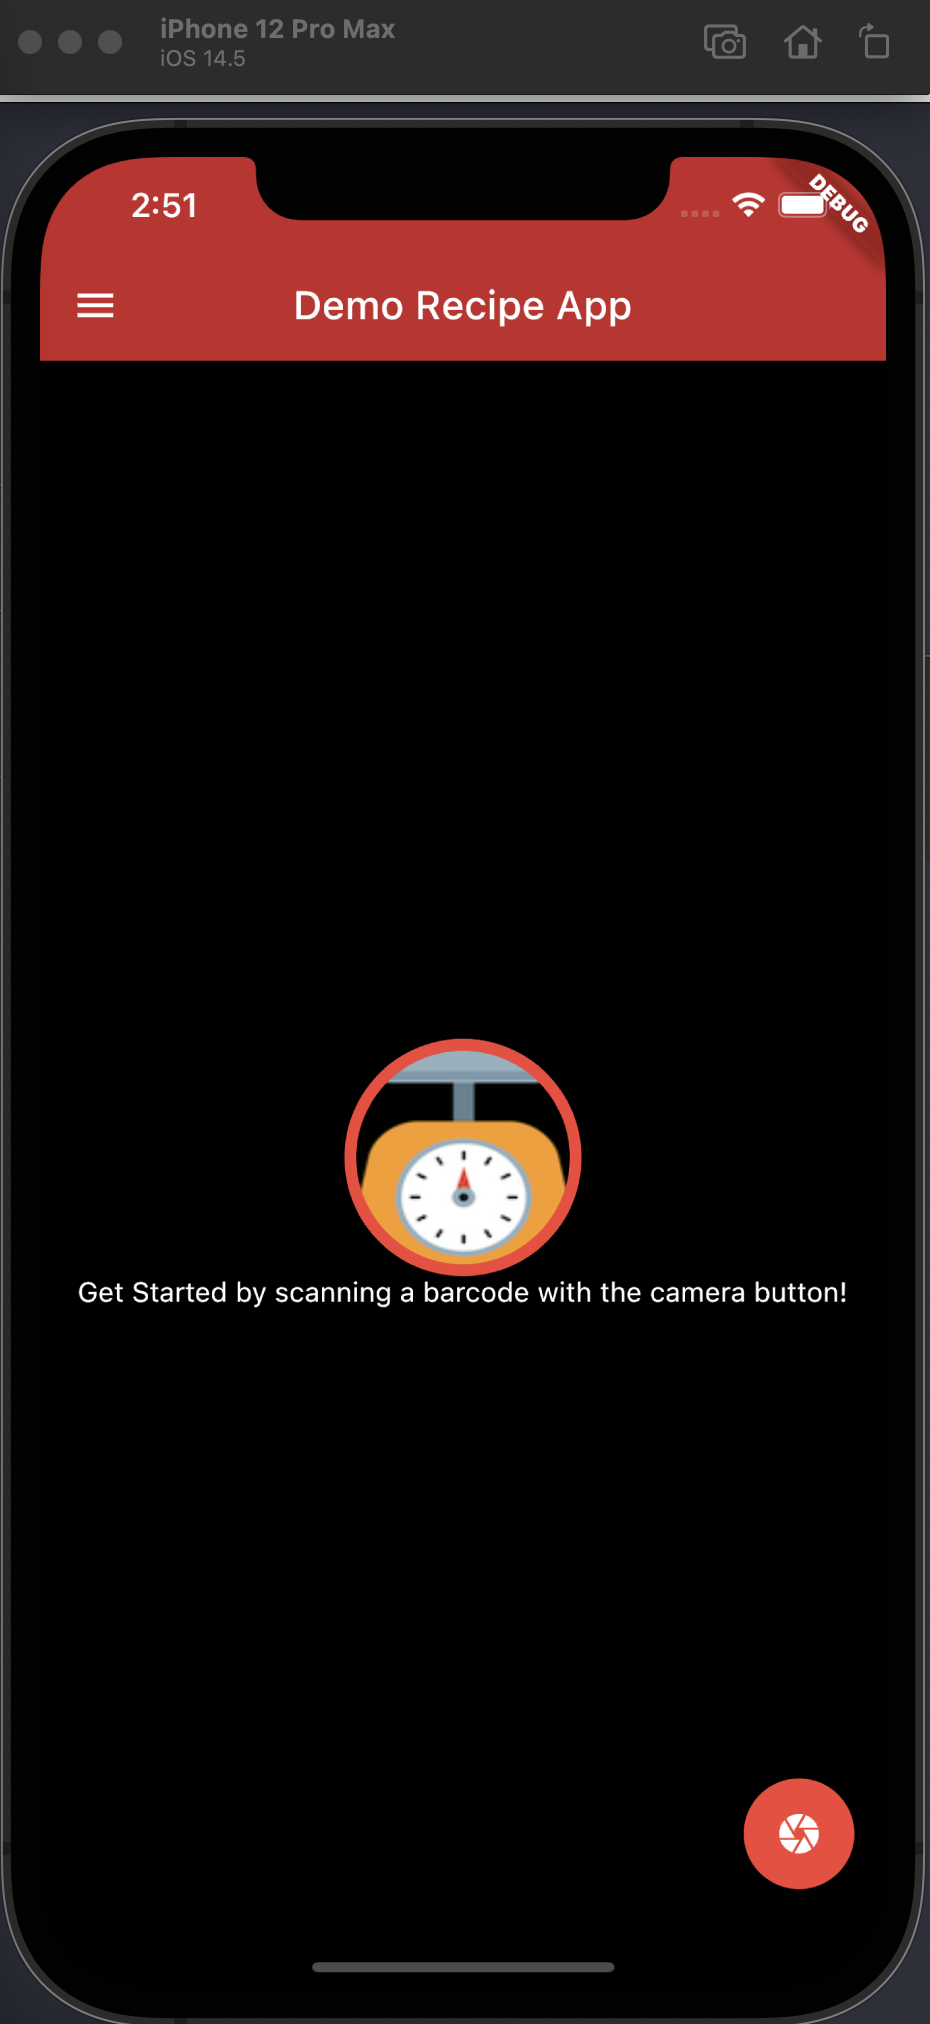 iPhone 12 Pro Max
iOS 14.5
2:51
DEBUG
Demo Recipe App
Get Started by scanning a barcode with the camera button!